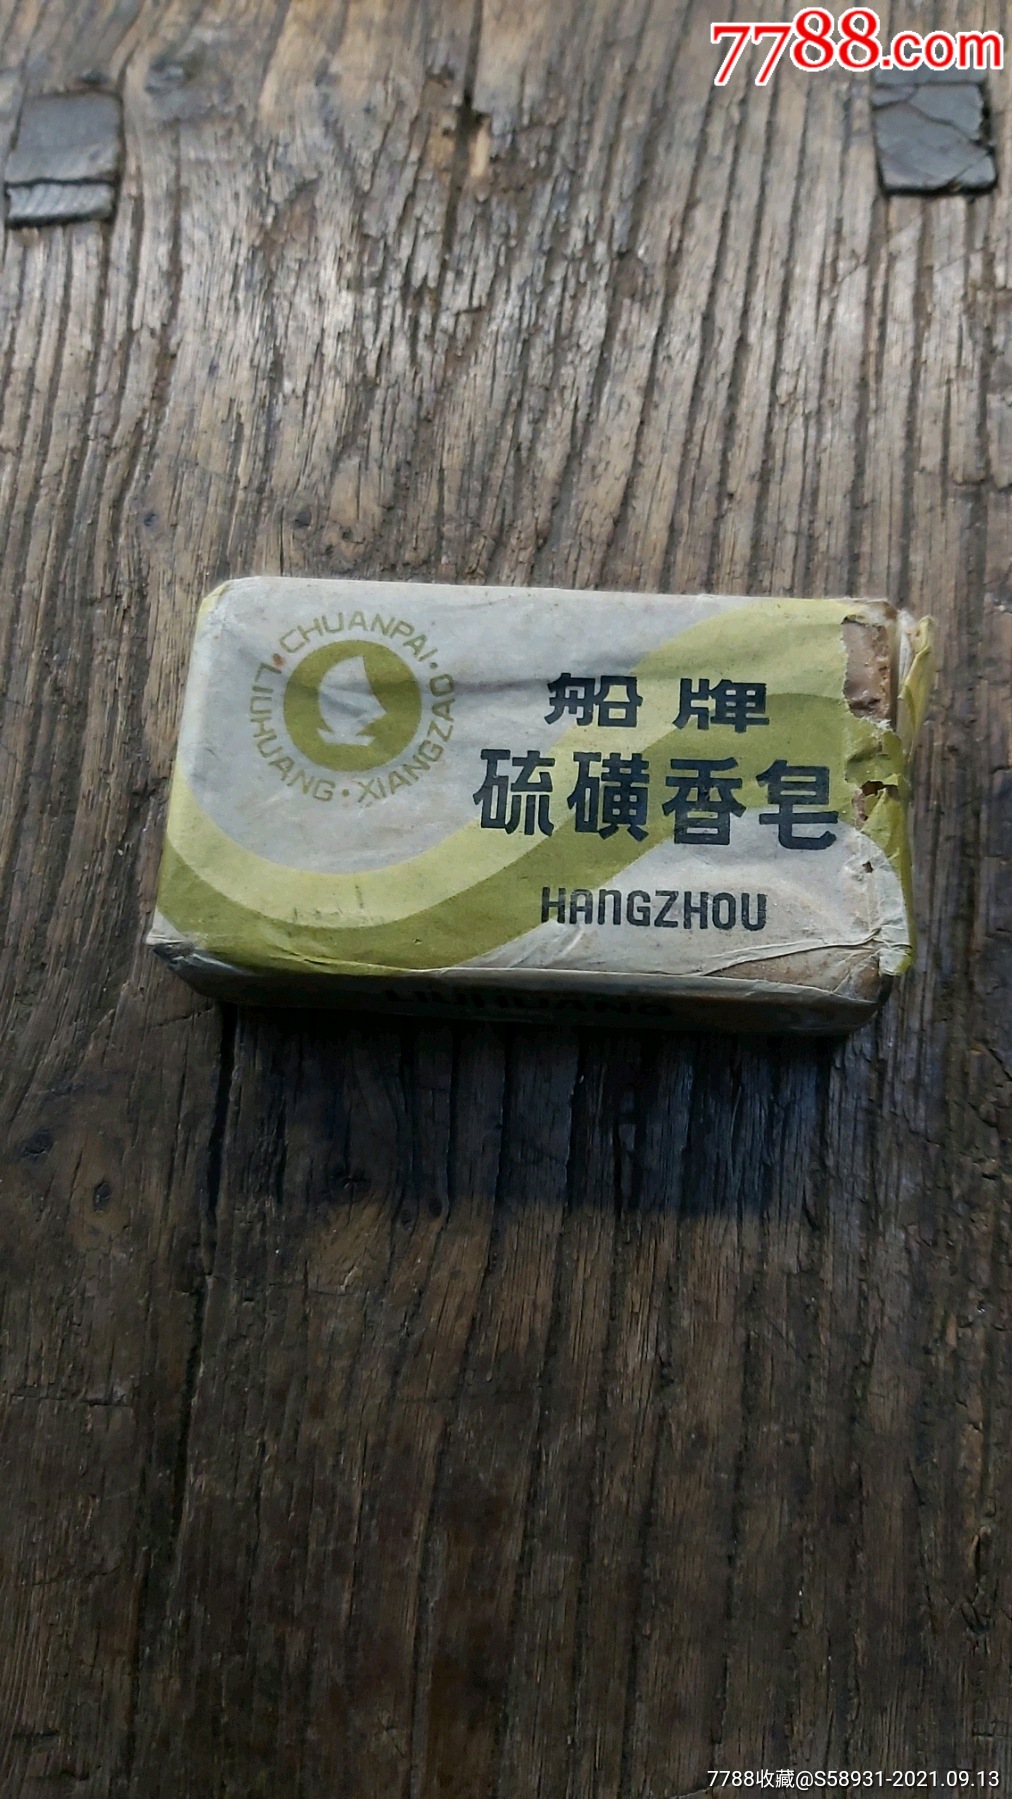 7788.com
·CHUANPAI·
LIUHUANG·XIANGZAO
船牌
硫磺香皂
HANGZHOU
LIUHUANG
7788收藏@S58931-2021.09.13